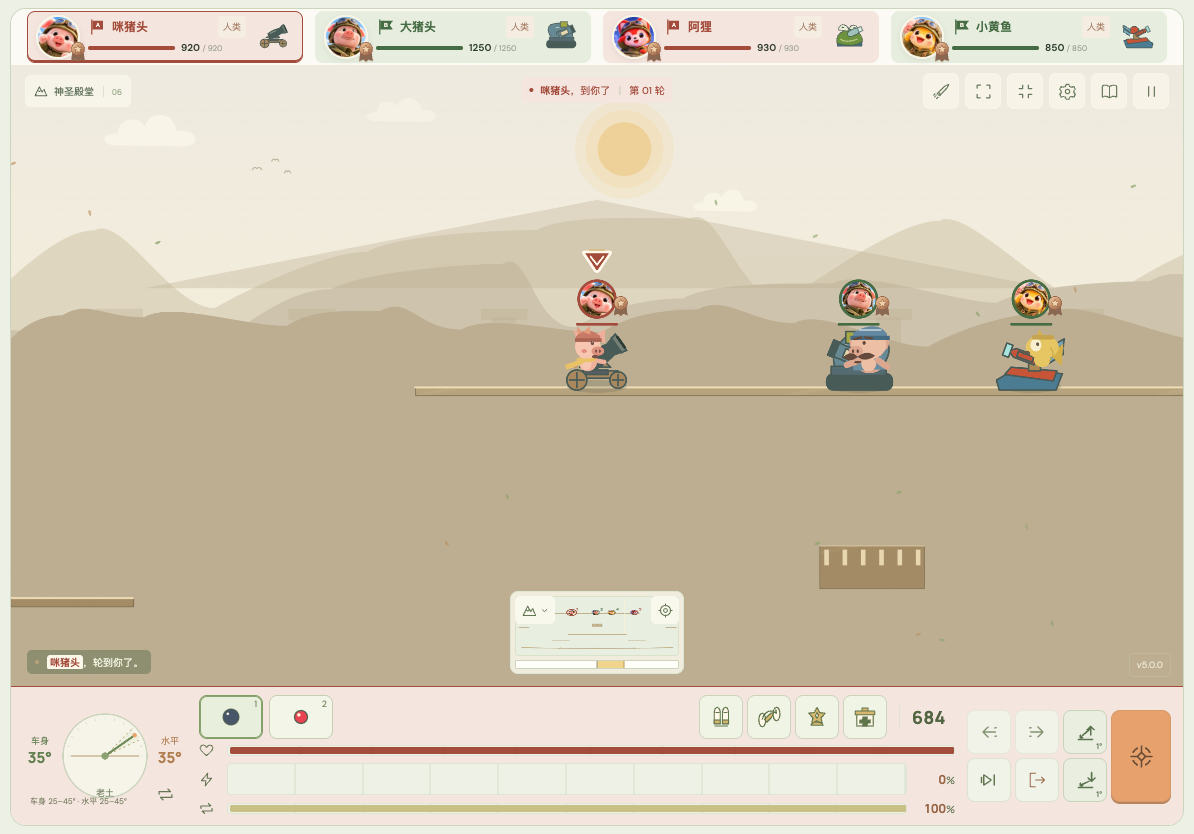 咪猪头 人类
920 / 920
大猪头 人类
1250 / 1250
阿狸 人类
930 / 930
小黄鱼 人类
850 / 850
神圣殿堂 06
咪猪头，到你了 第 01 轮
咪猪头，轮到你了。
v5.0.0
车身
35°
水平
35°
老土
车身 25–45° · 水平 25–45°
1
2
684
0%
100%
1°
1°